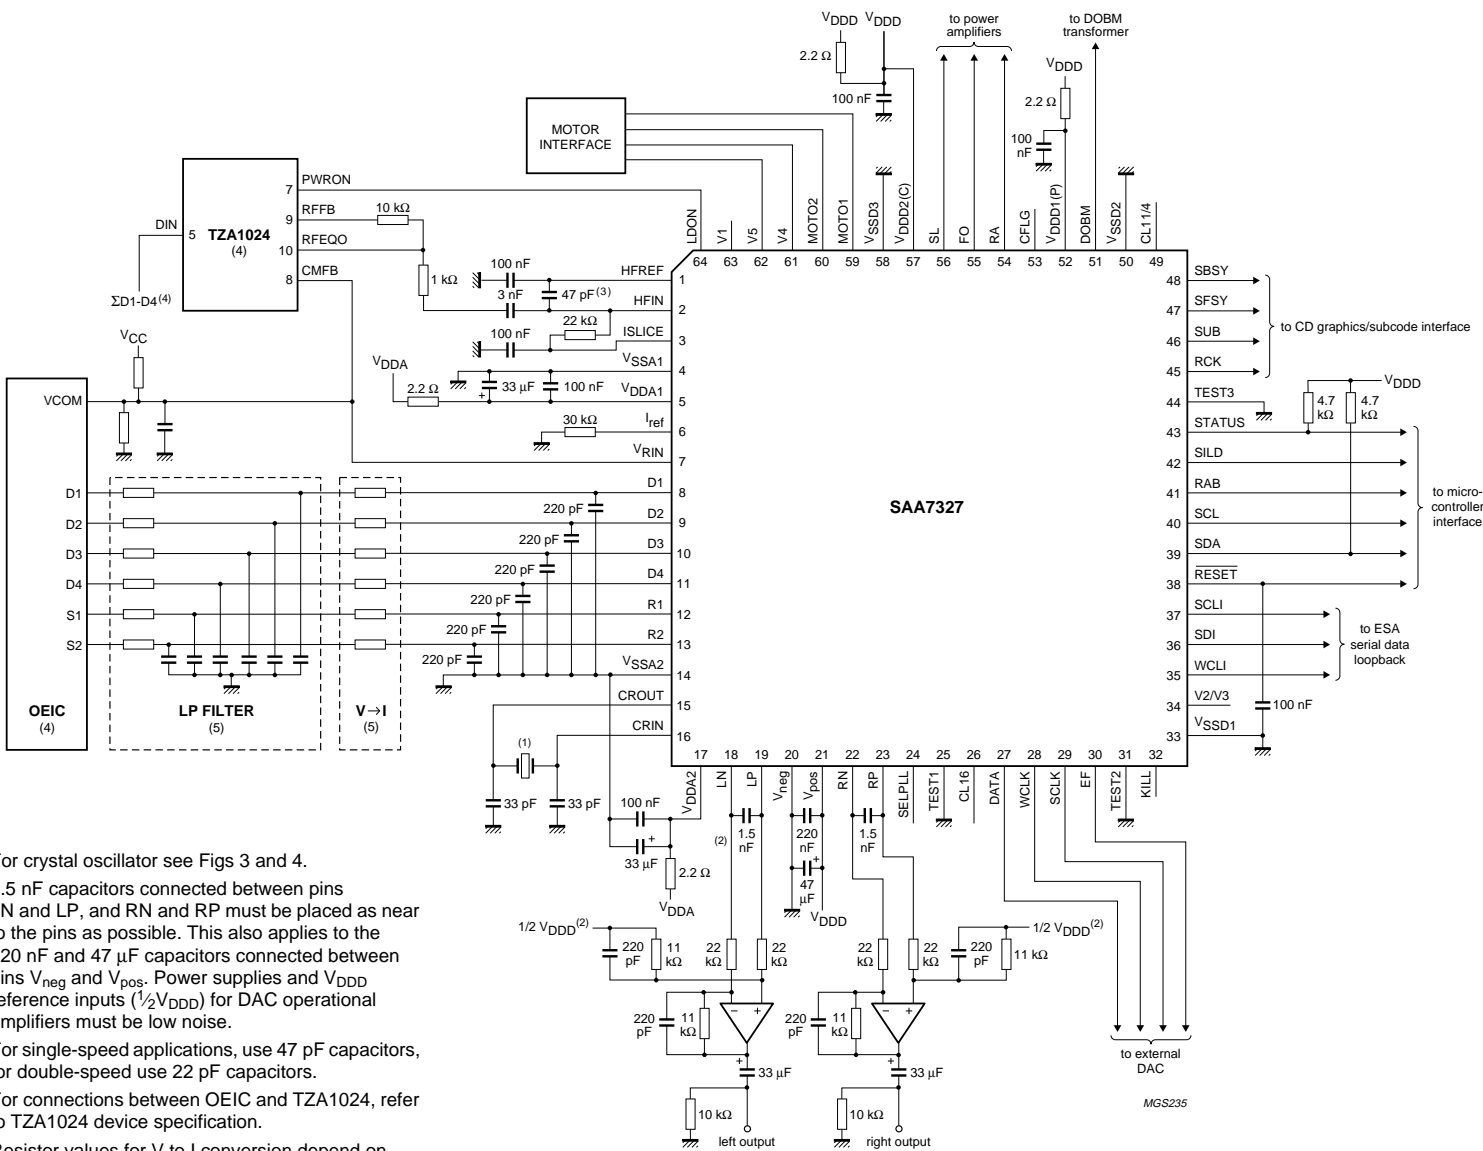 VDDD VDDD
to power
amplifiers
to DOBM
transformer
2.2 Ω
100 nF
VDDD
2.2 Ω
100
nF
MOTOR
INTERFACE
TZA1024
(4)
DIN
5
ΣD1-D4(4)
7 PWRON
9 RFFB
10 RFEQO
8 CMFB
10 kΩ
1 kΩ
100 nF
3 nF
47 pF(3)
22 kΩ
100 nF
VDDA
2.2 Ω
33 μF
+
100 nF
30 kΩ
VCC
LDON
V1
V5
V4
MOTO2
MOTO1
VSSD3
VDDD2(C)
SL
FO
RA
CFLG
VDDD1(P)
DOBM
VSSD2
CL11/4
64 63 62 61 60 59 58 57 56 55 54 53 52 51 50 49
HFREF 1
HFIN 2
ISLICE 3
VSSA1 4
VDDA1 5
Iref 6
VRIN 7
D1 8
D2 9
D3 10
D4 11
R1 12
R2 13
VSSA2 14
CROUT 15
CRIN 16
SAA7327
48 SBSY
47 SFSY
46 SUB
45 RCK
44 TEST3
43 STATUS
42 SILD
41 RAB
40 SCL
39 SDA
38 RESET
37 SCLI
36 SDI
35 WCLI
34 V2/V3
33 VSSD1
to CD graphics/subcode interface
VDDD
4.7
kΩ
4.7
kΩ
to micro-
controller
interface
to ESA
serial data
loopback
100 nF
VCOM
D1
D2
D3
D4
S1
S2
OEIC
(4)
LP FILTER
(5)
V→I
(5)
220 pF
220 pF
220 pF
220 pF
220 pF
220 pF
(1)
33 pF
33 pF
17 18 19 20 21 22 23 24 25 26 27 28 29 30 31 32
VDDA2
LN
LP
Vneg
Vpos
RN
RP
SELPLL
TEST1
CL16
DATA
WCLK
SCLK
EF
TEST2
KILL
100 nF
+
33 μF
2.2 Ω
VDDA
(2)
1.5
nF
220
nF
+
47
μF
VDDD
1.5
nF
1/2 VDDD(2)
220
pF
11
kΩ
22
kΩ
22
kΩ
22
kΩ
22
kΩ
220
pF
11 kΩ
1/2 VDDD(2)
220
pF
11
kΩ
− +
220
pF
11
kΩ
− +
+
33 μF
+
33 μF
10 kΩ
left output
10 kΩ
right output
to external
DAC
MGS235
or crystal oscillator see Figs 3 and 4.
.5 nF capacitors connected between pins
N and LP, and RN and RP must be placed as near
o the pins as possible. This also applies to the
20 nF and 47 μF capacitors connected between
ins Vneg and Vpos. Power supplies and VDDD
eference inputs (1⁄2VDDD) for DAC operational
mplifiers must be low noise.
or single-speed applications, use 47 pF capacitors,
or double-speed use 22 pF capacitors.
or connections between OEIC and TZA1024, refer
o TZA1024 device specification.
Resistor values for V to I conversion depend on